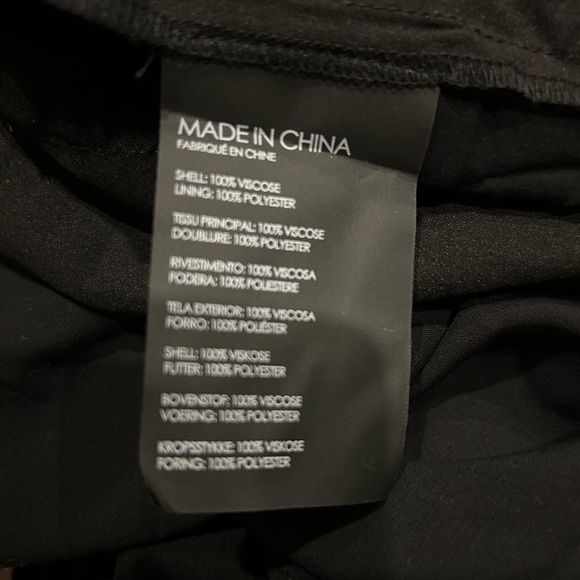 MADE IN CHINA
FABRIQUÉ EN CHINE
SHELL: 100% VISCOSE
LINING: 100% POLYESTER
TISSU PRINCIPAL: 100% VISCOSE
DOUBLURE: 100% POLYESTER
RIVESTIMENTO: 100% VISCOSA
FODERA: 100% POLIESTERE
TELA EXTERIOR: 100% VISCOSA
FORRO: 100% POLIÉSTER
SHELL: 100% VISKOSE
FUTTER: 100% POLYESTER
BOVENSTOF: 100% VISCOSE
VOERING: 100% POLYESTER
KROPSSTYKKE: 100% VISKOSE
FORING: 100% POLYESTER